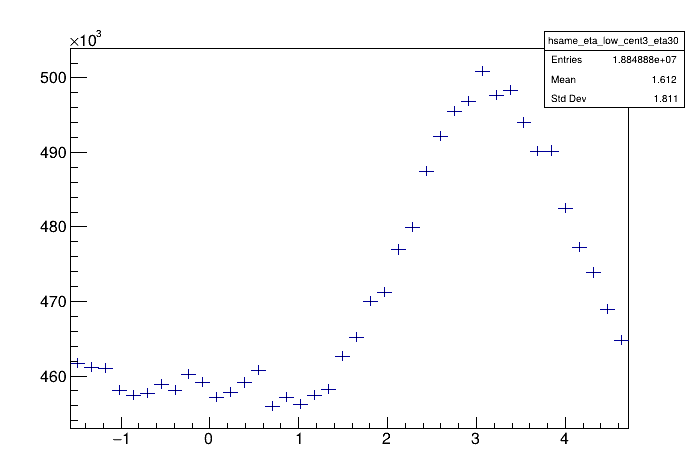 ×10³
hsame_eta_low_cent3_eta30
Entries 1.884888e+07
Mean 1.612
Std Dev 1.811
500
490
480
470
460
−1 0 1 2 3 4